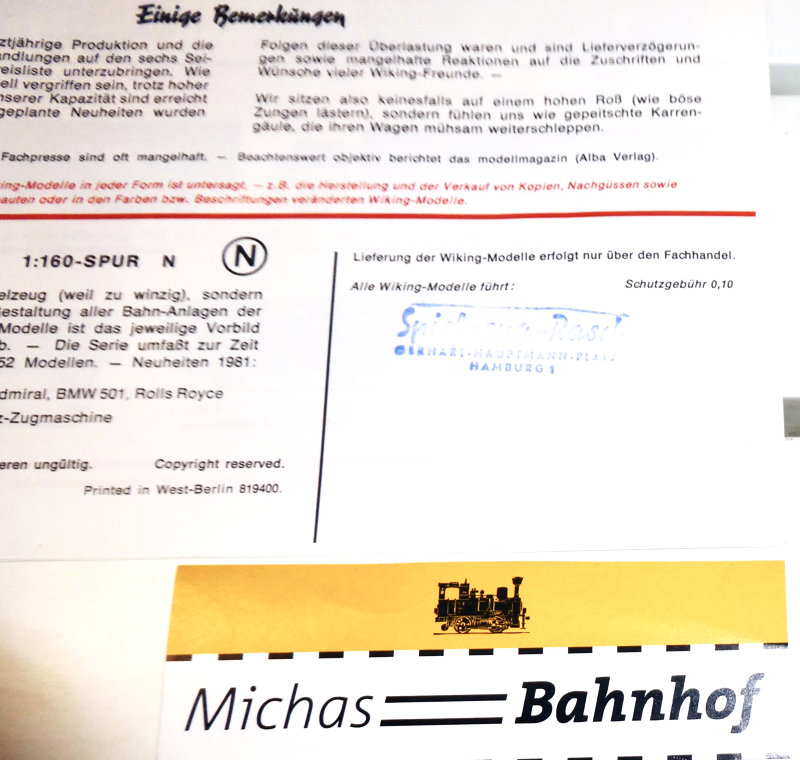 Einige Bemerkungen
ztjährige Produktion und die
ndlungen auf den sechs Sei-
eisliste unterzubringen. Wie
ell vergriffen sein, trotz hoher
nserer Kapazität sind erreicht
geplante Neuheiten wurden
Folgen dieser Überlastung waren und sind Lieferverzögerun-
gen sowie mangelhafte Reaktionen auf die Zuschriften und
Wünsche vieler Wiking-Freunde. —
Wir sitzen also keinesfalls auf einem hohen Roß (wie böse
Zungen lästern), sondern fühlen uns wie gepeitschte Karren-
gäule, die ihren Wagen mühsam weiterschleppen.
Fachpresse sind oft mangelhaft. — Beachtenswert objektiv berichtet das modellmagazin (Alba Verlag).
king-Modelle in jeder Form ist untersagt, — z.B. die Herstellung und der Verkauf von Kopien, Nachgüssen sowie
auten oder in den Farben bzw. Beschriftungen veränderten Wiking-Modelle.
1:160-SPUR N N
elzeug (weil zu winzig), sondern
Gestaltung aller Bahn-Anlagen der
Modelle ist das jeweilige Vorbild
b. — Die Serie umfaßt zur Zeit
52 Modellen. — Neuheiten 1981:
dmiral, BMW 501, Rolls Royce
z-Zugmaschine
eren ungültig. Copyright reserved.
Printed in West-Berlin 819400.
Lieferung der Wiking-Modelle erfolgt nur über den Fachhandel.
Alle Wiking-Modelle führt: Schutzgebühr 0,10
GERHART-HAUPTMANN-PLATZ
HAMBURG 1
Michas Bahnhof